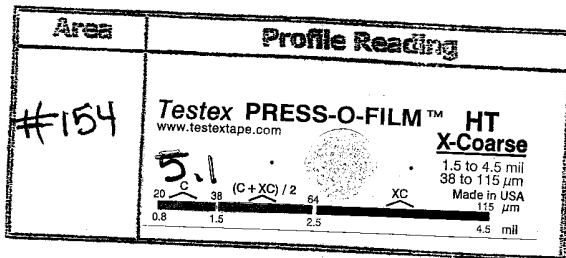 Area Profile Reading
#154
Testex PRESS-O-FILM™ HT
www.testextape.com X-Coarse
1.5 to 4.5 mil
5.1 38 to 115 µm
20 C 38 (C + XC) / 2 64 XC Made in USA
115 µm
0.8 1.5 2.5 4.5 mil